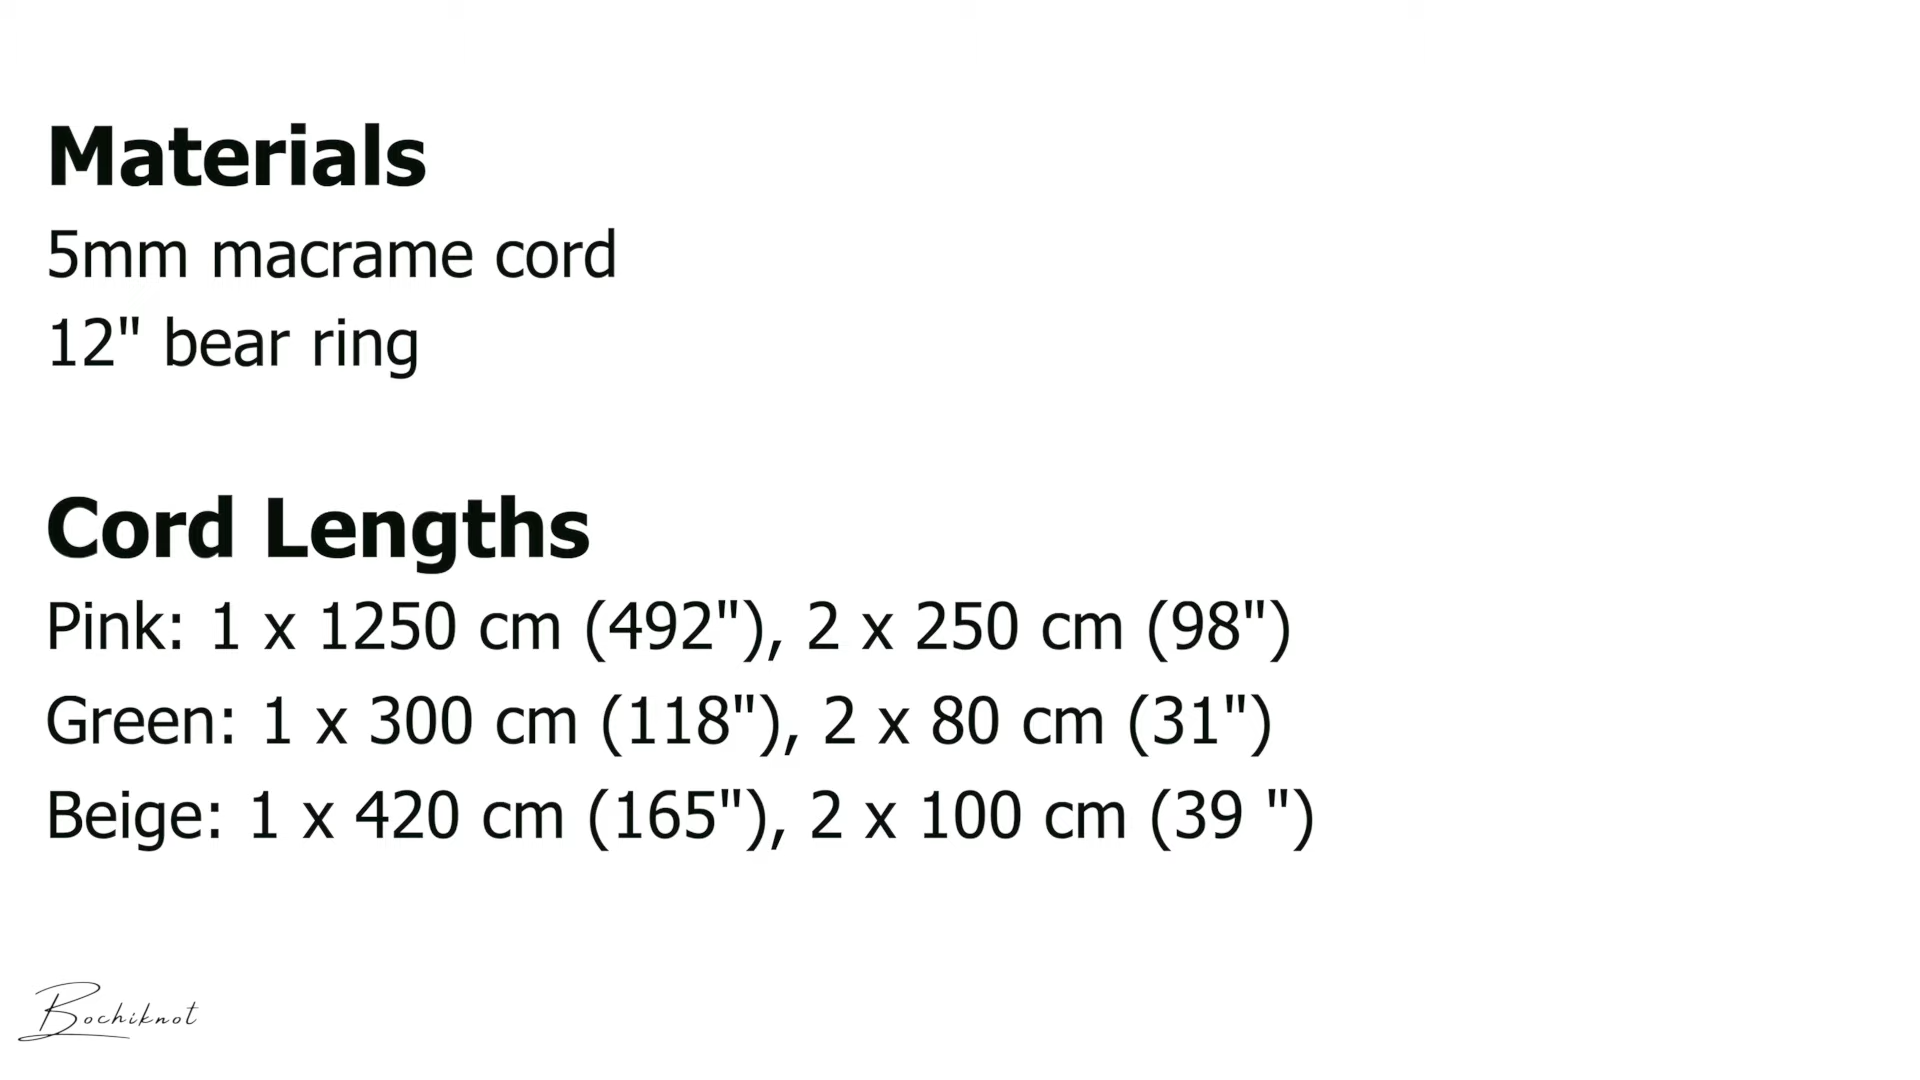 Materials
5mm macrame cord
12" bear ring
Cord Lengths
Pink: 1 x 1250 cm (492"), 2 x 250 cm (98")
Green: 1 x 300 cm (118"), 2 x 80 cm (31")
Beige: 1 x 420 cm (165"), 2 x 100 cm (39 ")
Bochiknot